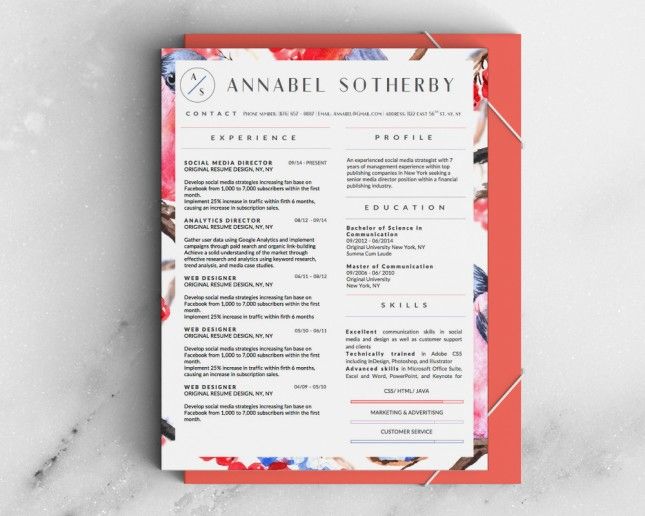 A
S
ANNABEL SOTHERBY
CONTACT PHONE NUMBER: (876) 657 - 8887 | EMAIL: ANNABEL@GMAIL.COM | ADDRESS: 1122 EAST 56TH ST. NY, NY
EXPERIENCE
SOCIAL MEDIA DIRECTOR 09/14 - PRESENT
ORIGINAL RESUME DESIGN, NY, NY
Develop social media strategies increasing fan base on
Facebook from 1,000 to 7,000 subscribers within the first
month.
Implement 25% increase in traffic within firth 6 months,
causing an increase in subscription sales.
ANALYTICS DIRECTOR 08/12 - 09/14
ORIGINAL RESUME DESIGN, NY, NY
Gather user data using Google Analytics and implement
campaigns through paid search and organic link-building
Achieve a solid understanding of the market through
effective research and analytics using keyword research,
trend analysis, and media case studies.
WEB DESIGNER 06/11 - 08/12
ORIGINAL RESUME DESIGN, NY, NY
Develop social media strategies increasing fan base on
Facebook from 1,000 to 7,000 subscribers within the first
month.
Implement 25% increase in traffic within firth 6 months
WEB DESIGNER 05/10 - 06/11
ORIGINAL RESUME DESIGN, NY, NY
Develop social media strategies increasing fan base on
Facebook from 1,000 to 7,000 subscribers within the first
month.
Implement 25% increase in traffic within firth 6 months,
causing an increase in subscription sales.
WEB DESIGNER 04/09 - 05/10
ORIGINAL RESUME DESIGN, NY, NY
Develop social media strategies increasing fan base on
Facebook from 1,000 to 7,000 subscribers within the first
month.
PROFILE
An experienced social media strategist with 7
years of management experience within top
publishing companies in New York seeking a
senior media director position within a financial
publishing industry.
EDUCATION
Bachelor of Science in
Communication
09/2012 - 06/2014
Original University New York, NY
Summa Cum Laude
Master of Communication
09/2006 - 06/ 2010
Original University
New York, NY
SKILLS
Excellent communication skills in social
media and design as well as customer support
and clients
Technically trained in Adobe CS5
including InDesign, Photoshop, and Illustrator
Advanced skills in Microsoft Office Suite,
Excel and Word, PowerPoint, and Keynote for
CSS/ HTML/ JAVA
MARKETING & ADVERITISNG
CUSTOMER SERVICE